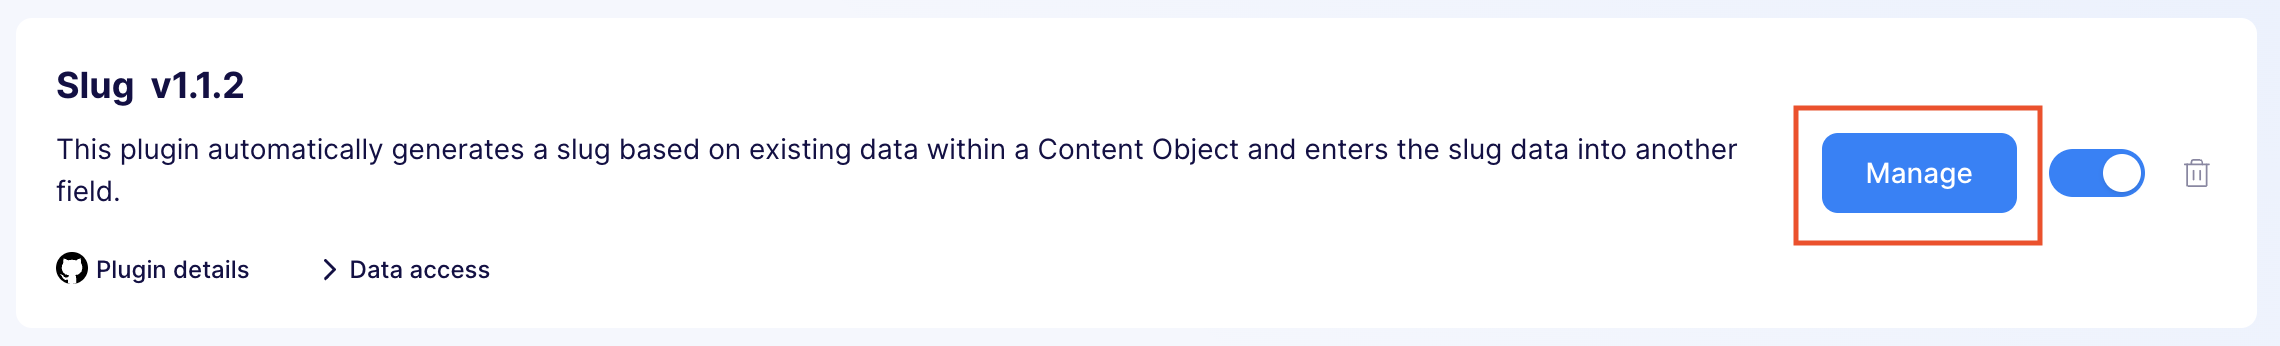 Slug v1.1.2
This plugin automatically generates a slug based on existing data within a Content Object and enters the slug data into another
field.
Manage
Plugin details
Data access